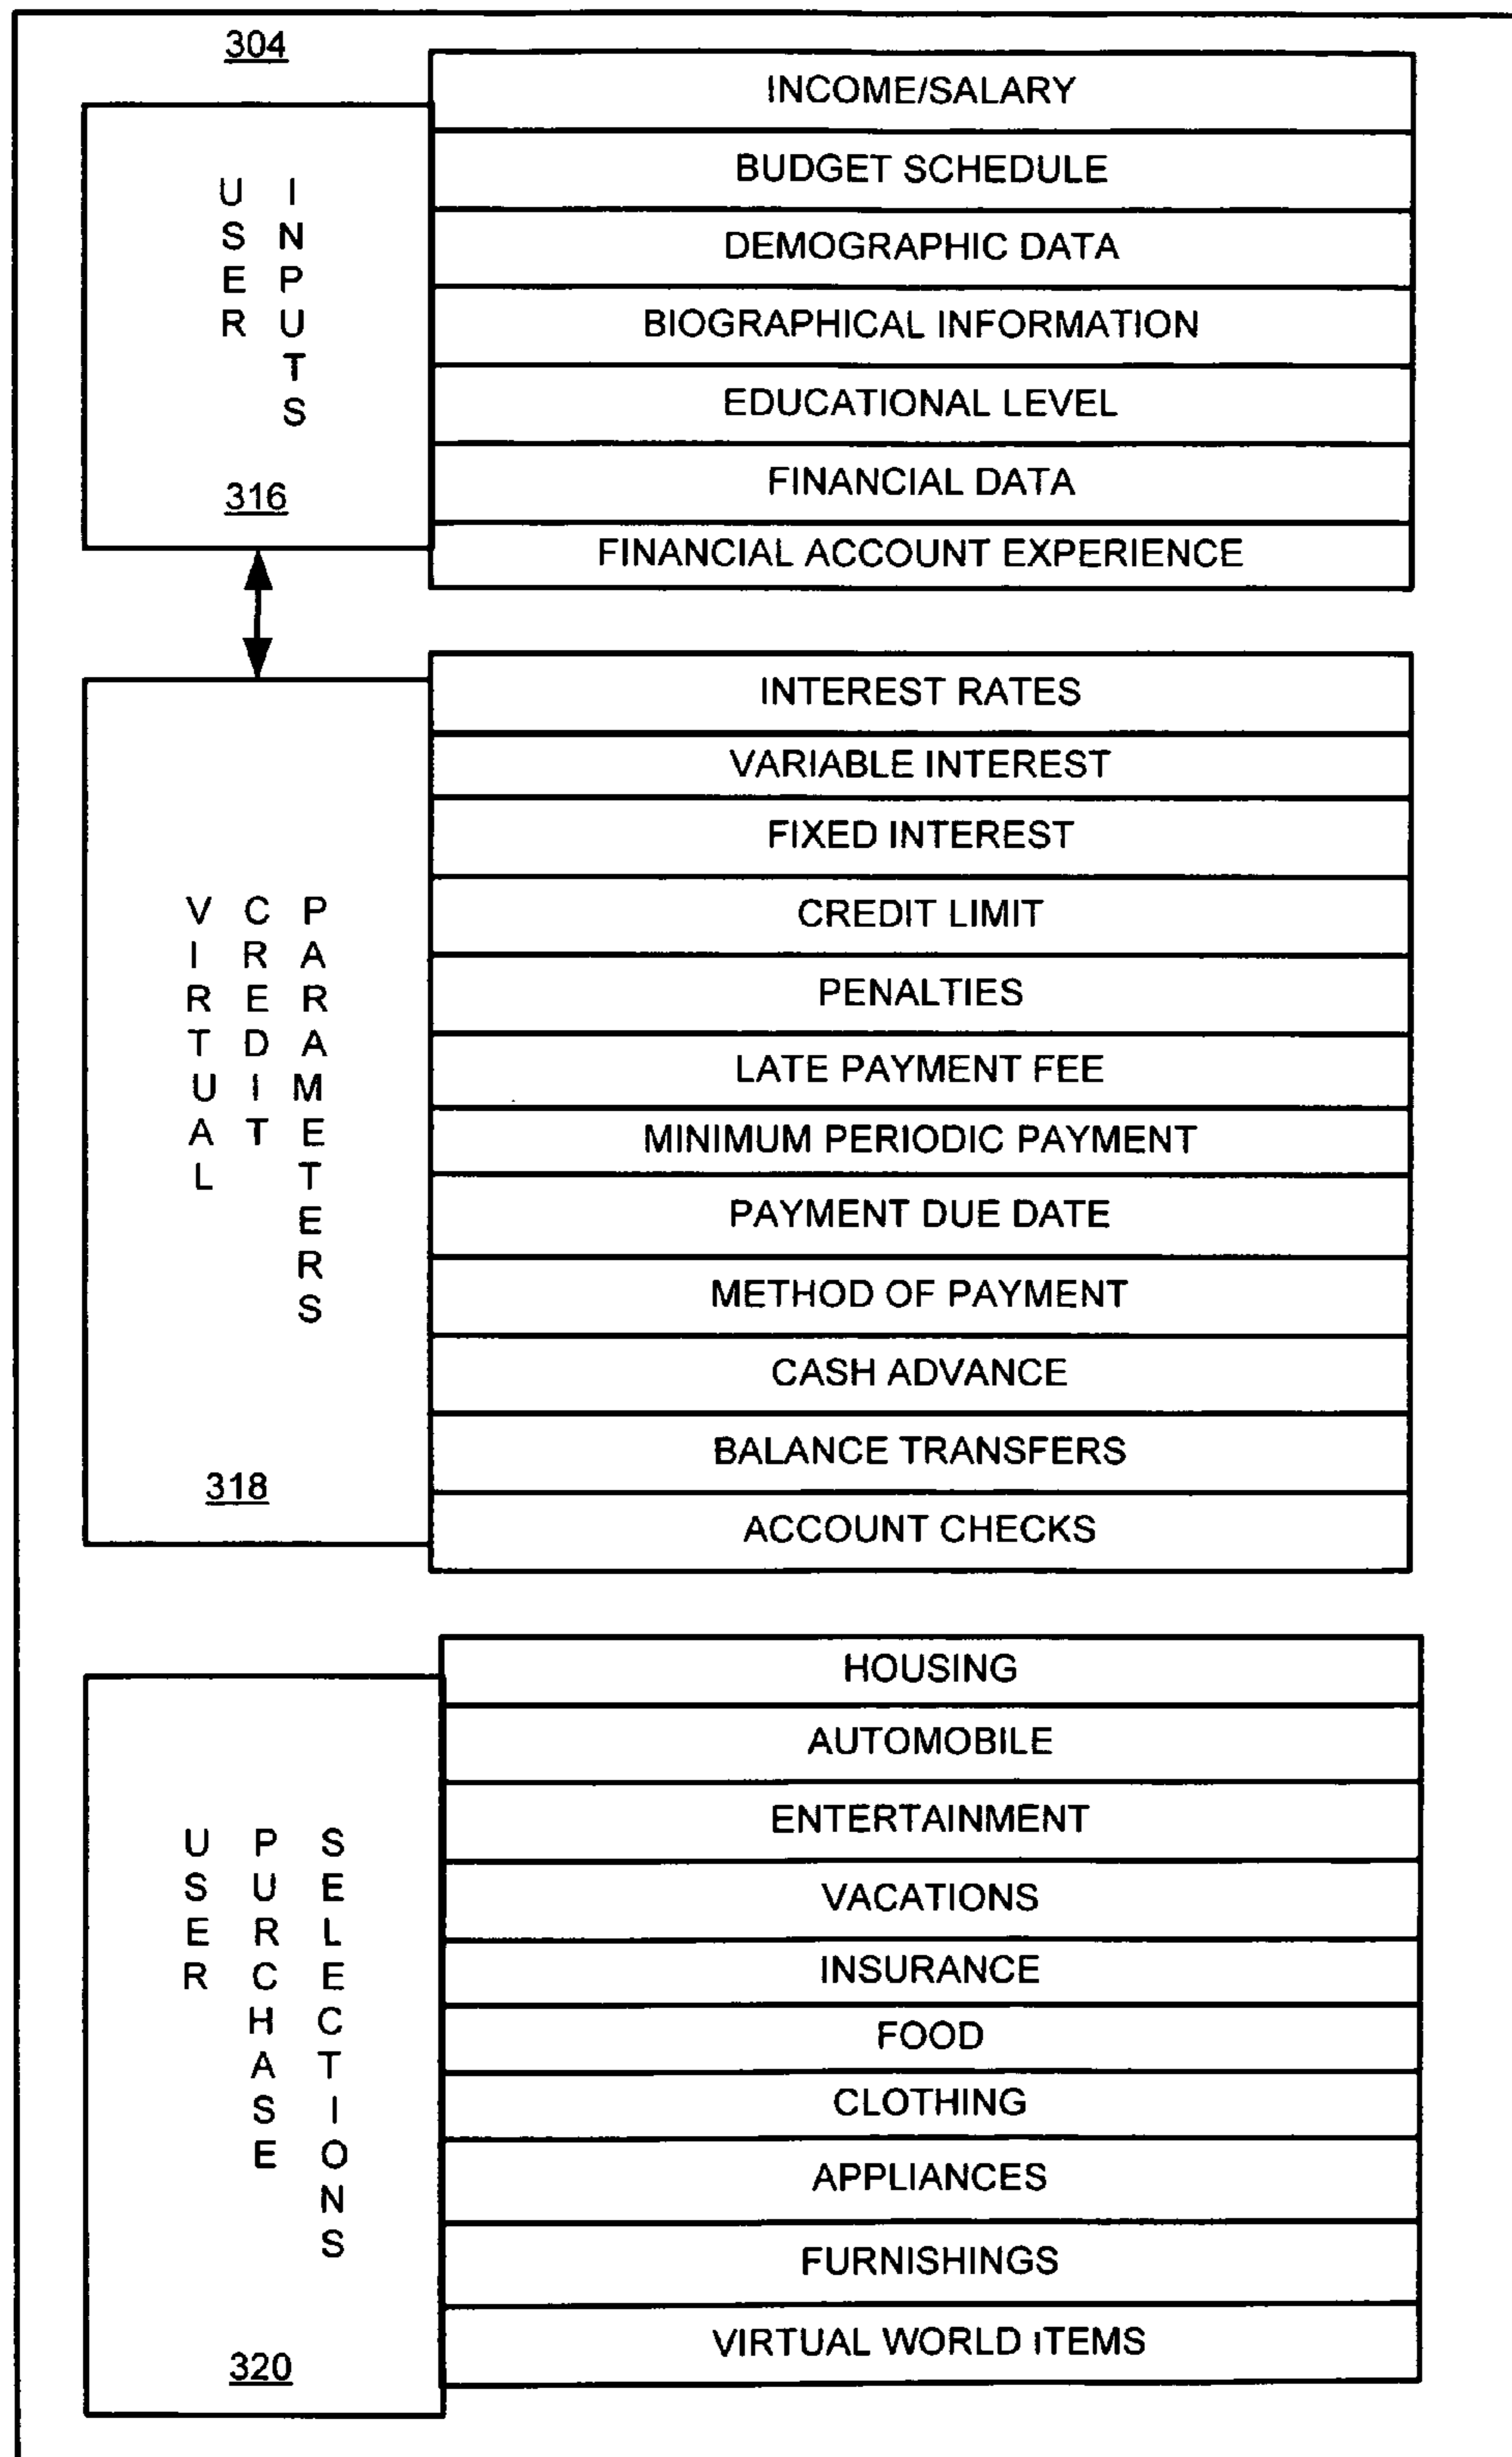 304
USER INPUTS
316
INCOME/SALARY
BUDGET SCHEDULE
DEMOGRAPHIC DATA
BIOGRAPHICAL INFORMATION
EDUCATIONAL LEVEL
FINANCIAL DATA
FINANCIAL ACCOUNT EXPERIENCE
VIRTUAL CREDIT PARAMETERS
318
INTEREST RATES
VARIABLE INTEREST
FIXED INTEREST
CREDIT LIMIT
PENALTIES
LATE PAYMENT FEE
MINIMUM PERIODIC PAYMENT
PAYMENT DUE DATE
METHOD OF PAYMENT
CASH ADVANCE
BALANCE TRANSFERS
ACCOUNT CHECKS
USER PURCHASE SELECTIONS
320
HOUSING
AUTOMOBILE
ENTERTAINMENT
VACATIONS
INSURANCE
FOOD
CLOTHING
APPLIANCES
FURNISHINGS
VIRTUAL WORLD ITEMS